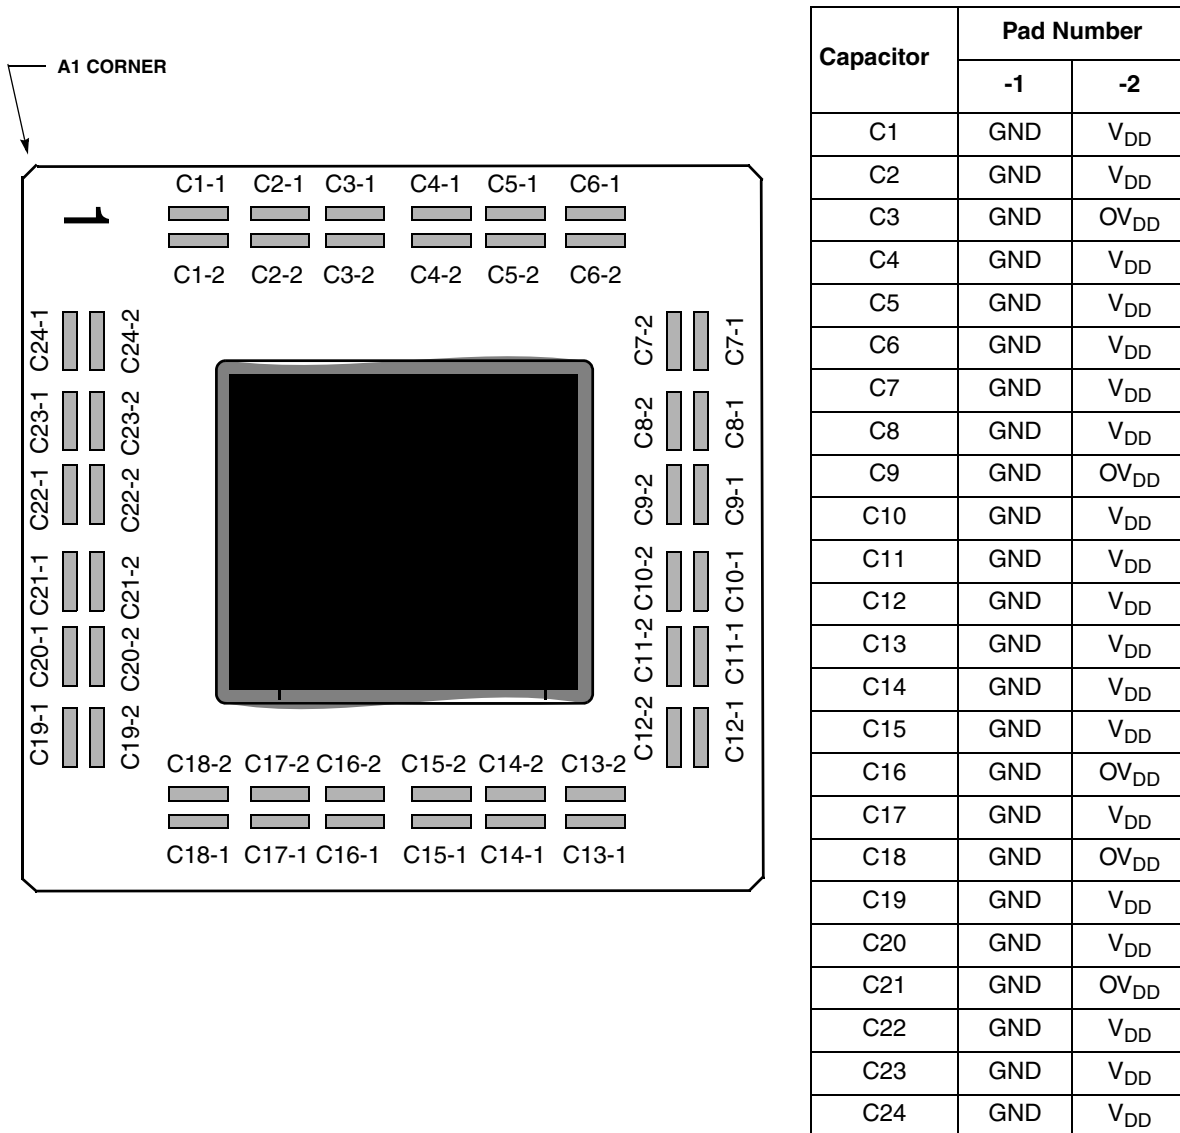 A1 CORNER
1
C1-1 C2-1 C3-1 C4-1 C5-1 C6-1
C1-2 C2-2 C3-2 C4-2 C5-2 C6-2
C24-1 C24-2 C7-2 C7-1
C23-1 C23-2 C8-2 C8-1
C22-1 C22-2 C9-2 C9-1
C21-1 C21-2 C10-2 C10-1
C20-1 C20-2 C11-2 C11-1
C19-1 C19-2 C12-2 C12-1
C18-2 C17-2 C16-2 C15-2 C14-2 C13-2
C18-1 C17-1 C16-1 C15-1 C14-1 C13-1
Capacitor Pad Number
-1 -2
C1 GND VDD
C2 GND VDD
C3 GND OVDD
C4 GND VDD
C5 GND VDD
C6 GND VDD
C7 GND VDD
C8 GND VDD
C9 GND OVDD
C10 GND VDD
C11 GND VDD
C12 GND VDD
C13 GND VDD
C14 GND VDD
C15 GND VDD
C16 GND OVDD
C17 GND VDD
C18 GND OVDD
C19 GND VDD
C20 GND VDD
C21 GND OVDD
C22 GND VDD
C23 GND VDD
C24 GND VDD